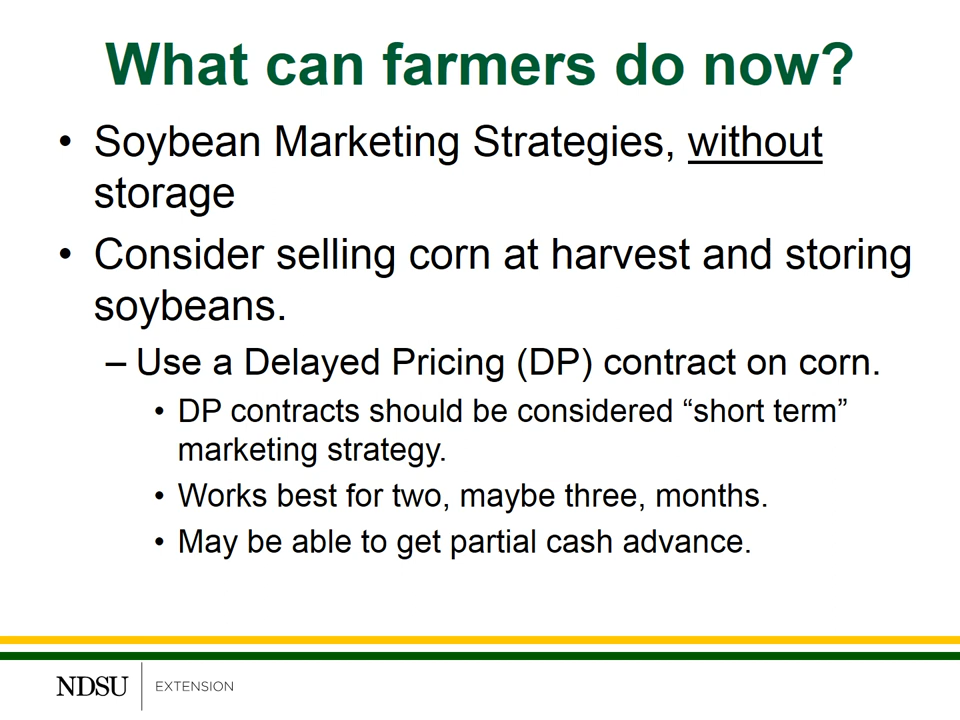 What can farmers do now?
• Soybean Marketing Strategies, without
storage
• Consider selling corn at harvest and storing
soybeans.
– Use a Delayed Pricing (DP) contract on corn.
• DP contracts should be considered “short term”
marketing strategy.
• Works best for two, maybe three, months.
• May be able to get partial cash advance.
NDSU EXTENSION